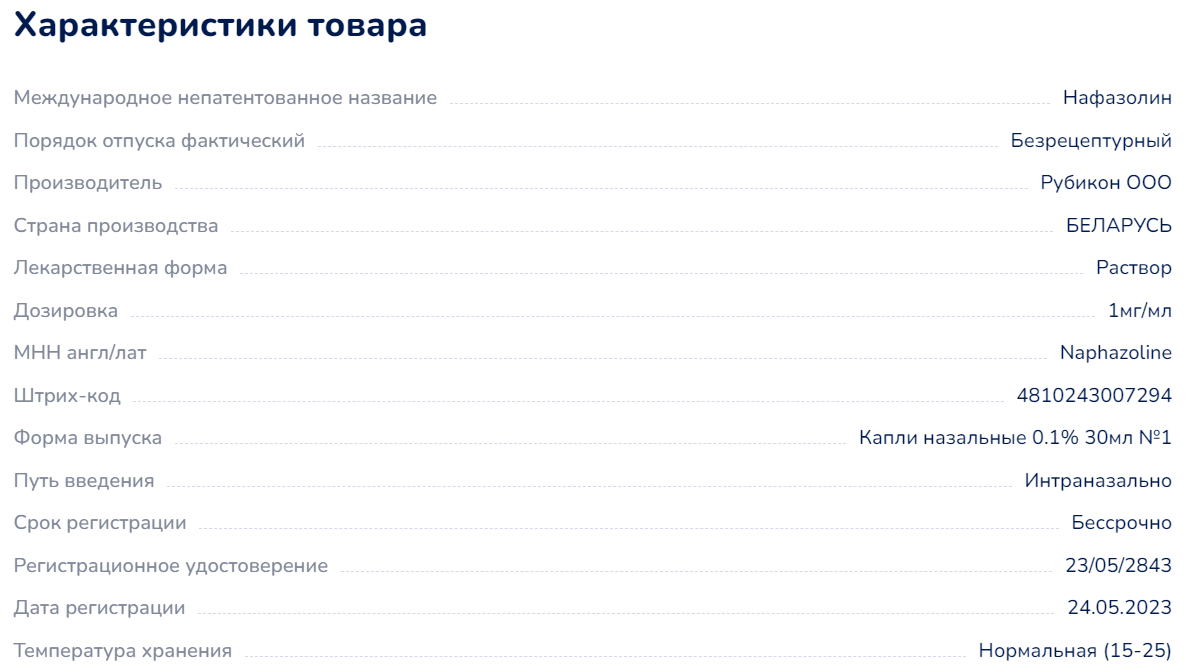 Характеристики товара
Международное непатентованное название Нафазолин
Порядок отпуска фактический Безрецептурный
Производитель Рубикон ООО
Страна производства БЕЛАРУСЬ
Лекарственная форма Раствор
Дозировка 1мг/мл
МНН англ/лат Naphazoline
Штрих-код 4810243007294
Форма выпуска Капли назальные 0.1% 30мл №1
Путь введения Интраназально
Срок регистрации Бессрочно
Регистрационное удостоверение 23/05/2843
Дата регистрации 24.05.2023
Температура хранения Нормальная (15-25)